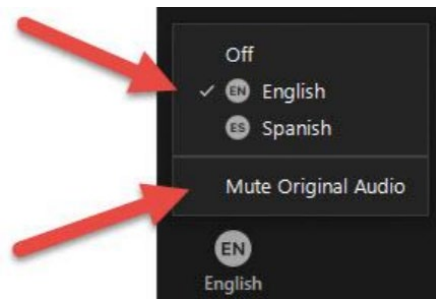 Off
EN English
ES Spanish
Mute Original Audio
EN
English